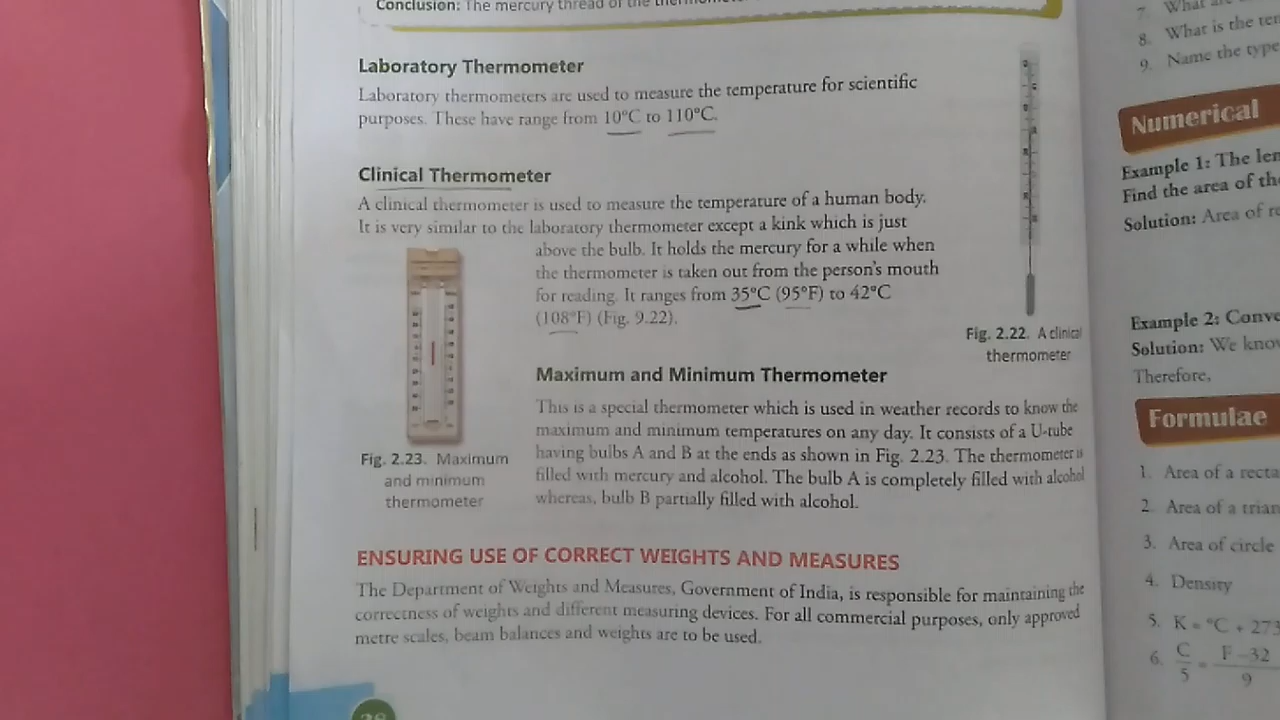 Conclusion: The mercury thread of the
Laboratory Thermometer
Laboratory thermometers are used to measure the temperature for scientific
purposes. These have range from 10°C to 110°C.
Clinical Thermometer
A clinical thermometer is used to measure the temperature of a human body.
It is very similar to the laboratory thermometer except a kink which is just
above the bulb. It holds the mercury for a while when
the thermometer is taken out from the person's mouth
for reading. It ranges from 35°C (95°F) to 42°C
(108°F) (Fig. 9.22).
Fig. 2.22. A clinical
thermometer
Maximum and Minimum Thermometer
This is a special thermometer which is used in weather records to know the
maximum and minimum temperatures on any day. It consists of a U-tube
having bulbs A and B at the ends as shown in Fig. 2.23. The thermometer is
filled with mercury and alcohol. The bulb A is completely filled with alcohol
whereas, bulb B partially filled with alcohol.
Fig. 2.23. Maximum
and minimum
thermometer
ENSURING USE OF CORRECT WEIGHTS AND MEASURES
The Department of Weights and Measures, Government of India, is responsible for maintaining the
correctness of weights and different measuring devices. For all commercial purposes, only approved
metre scales, beam balances and weights are to be used.
7. What
8. What is the
9. Name the type
Numerical
Example 1: The
Find the area of
Solution: Area of
Example 2:
Solution: We
Therefore,
Formulae
1. Area of a
2. Area of a
3. Area of circle
4. Density
5. K = °C + 273
6. C/5 = F - 32/9